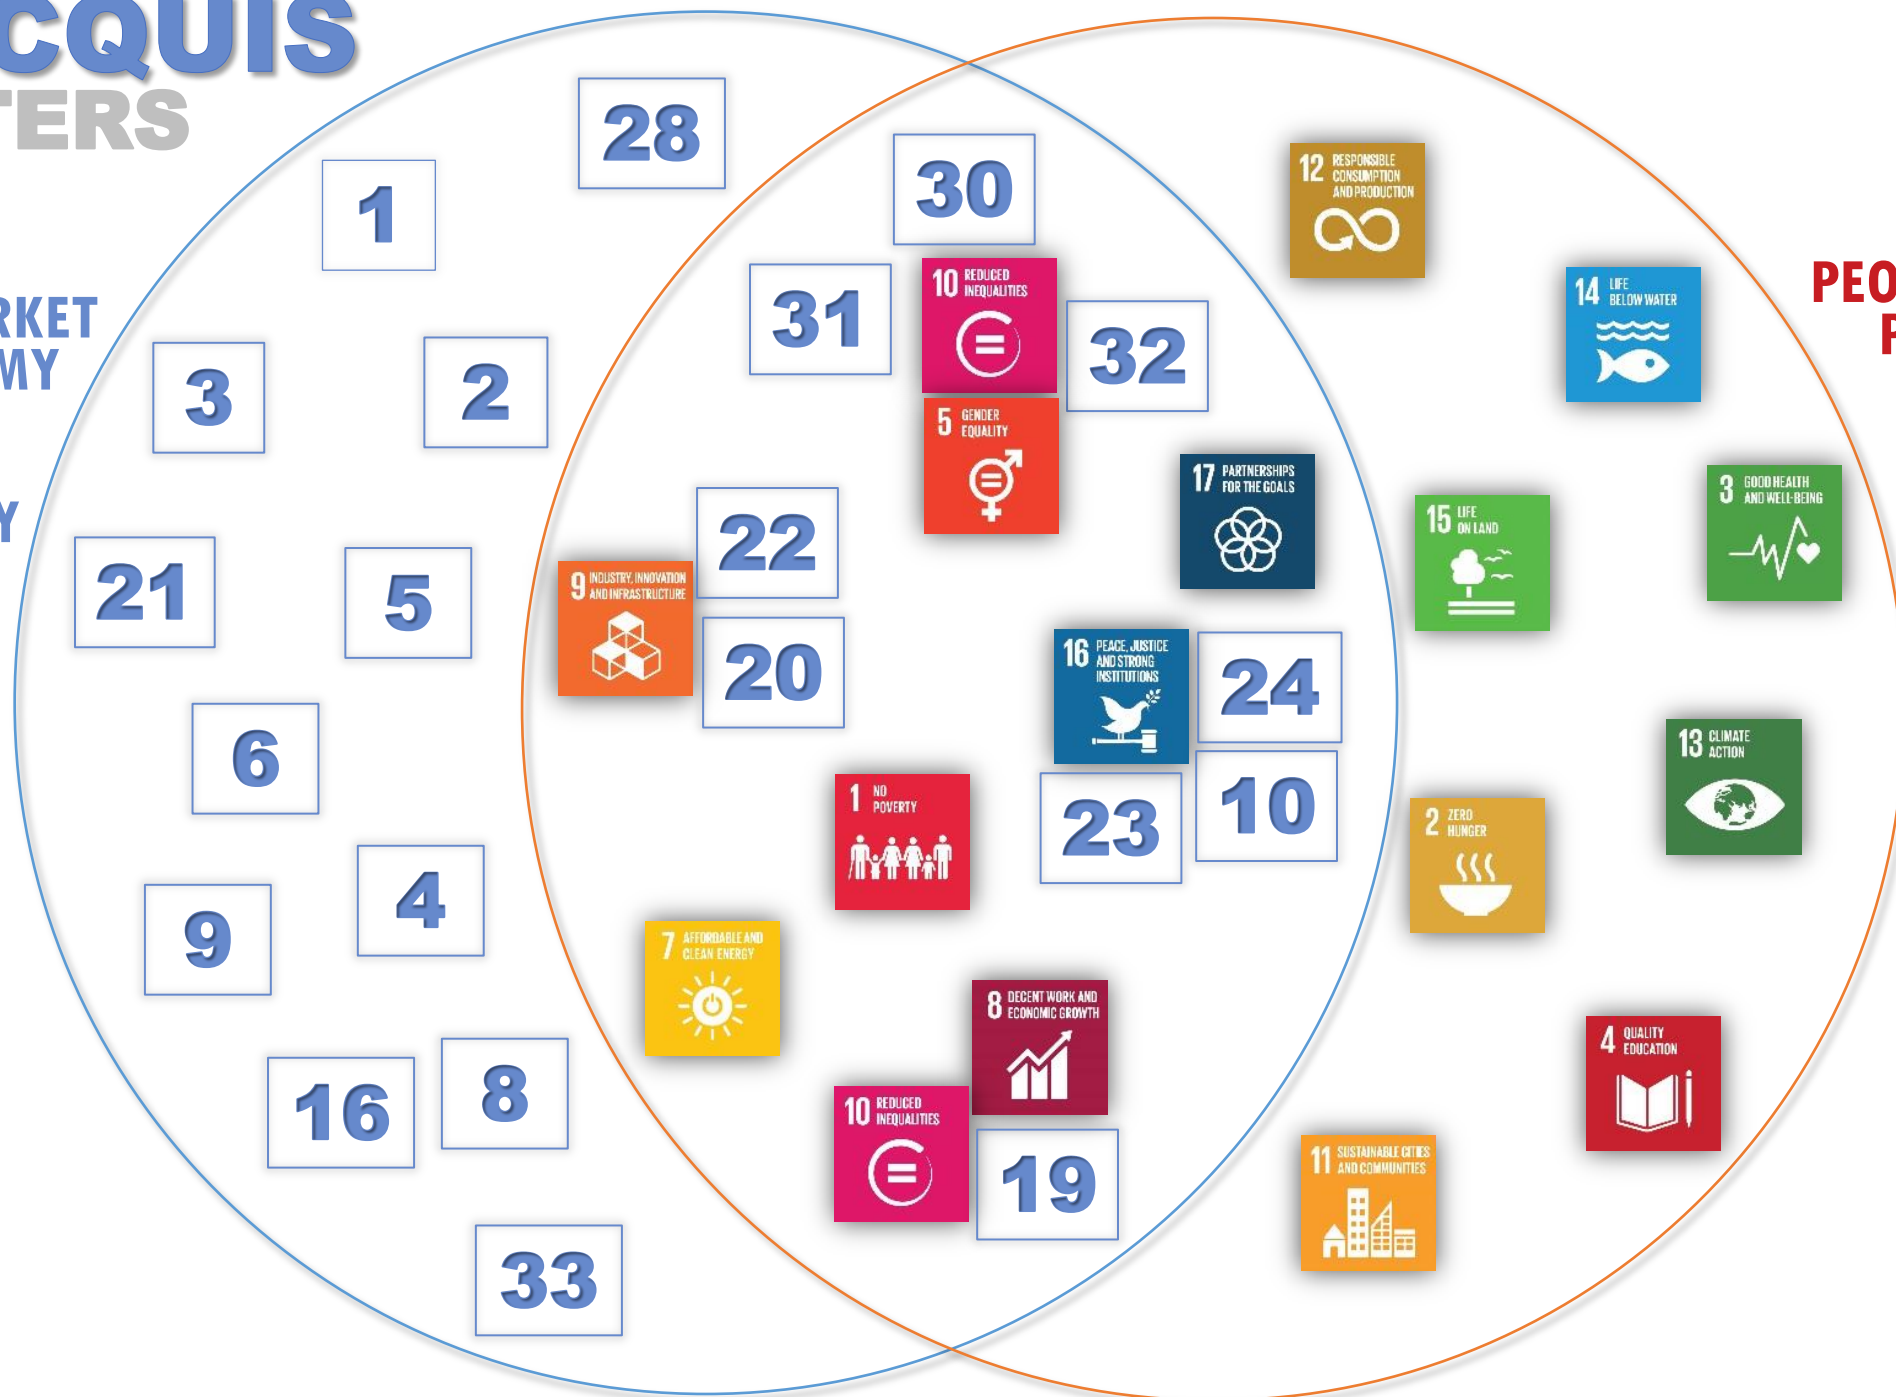 CQUIS
TERS
28
30
1
12 RESPONSIBLE
CONSUMPTION
AND PRODUCTION
10 REDUCED
INEQUALITIES
31
32
14 LIFE
BELOW WATER
PEO
P
RKET
MY
3
2
5 GENDER
EQUALITY
17 PARTNERSHIPS
FOR THE GOALS
3 GOOD HEALTH
AND WELL-BEING
15 LIFE
ON LAND
Y
22
21
5
9 INDUSTRY, INNOVATION
AND INFRASTRUCTURE
20
16 PEACE, JUSTICE
AND STRONG
INSTITUTIONS
24
6
13 CLIMATE
ACTION
1 NO
POVERTY
23
10
2 ZERO
HUNGER
4
9
7 AFFORDABLE AND
CLEAN ENERGY
8 DECENT WORK AND
ECONOMIC GROWTH
4 QUALITY
EDUCATION
16
8
10 REDUCED
INEQUALITIES
19
11 SUSTAINABLE CITIES
AND COMMUNITIES
33